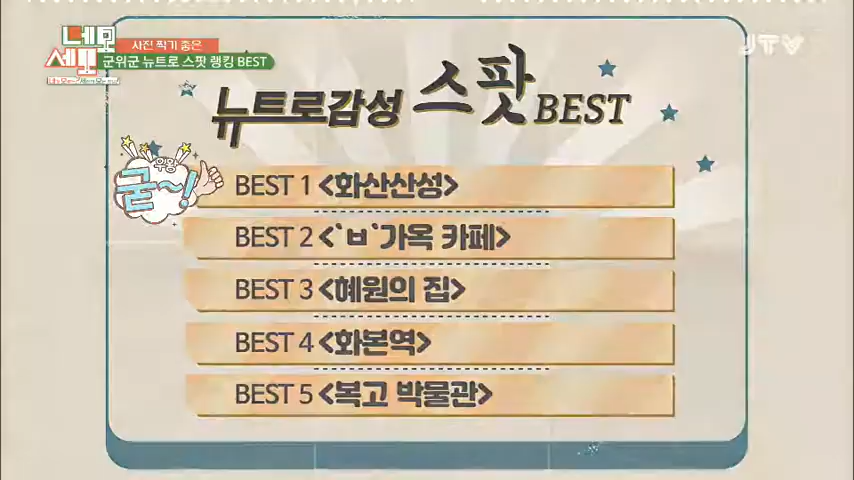 네모
세모
사진 찍기 좋은
군위군 뉴트로 스팟 랭킹 BEST
JTV
뉴트로감성 스팟 BEST
우왕
굳~!
BEST 1 <화산산성>
BEST 2 <'ㅂ'가옥 카페>
BEST 3 <혜원의 집>
BEST 4 <화본역>
BEST 5 <복고 박물관>